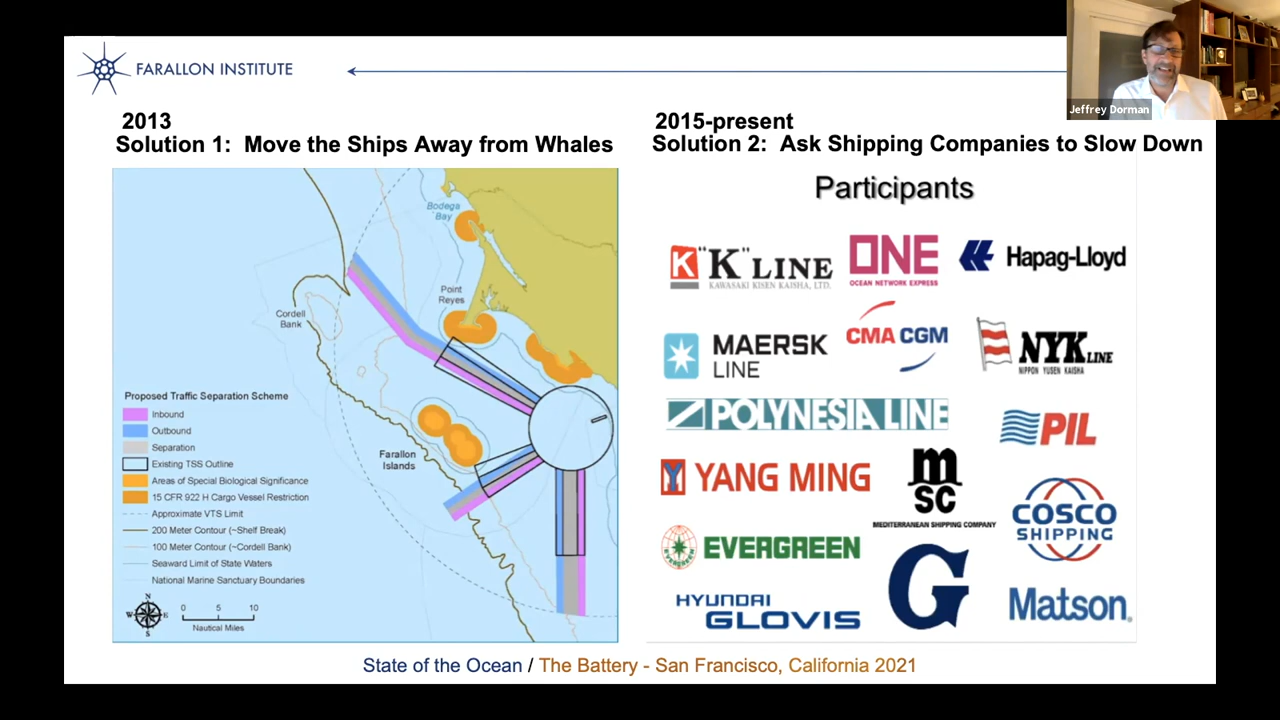 FARALLON INSTITUTE
Jeffrey Dorman
2013
Solution 1: Move the Ships Away from Whales
Bodega
Bay
Point
Reyes
Cordell
Bank
Farallon
Islands
Proposed Traffic Separation Scheme
Inbound
Outbound
Separation
Existing TSS Outline
Areas of Special Biological Significance
15 CFR 922 H Cargo Vessel Restriction
Approximate VTS Limit
200 Meter Contour (~Shelf Break)
100 Meter Contour (~Cordell Bank)
Seaward Limit of State Waters
National Marine Sanctuary Boundaries
N
W E
S
0 5 10
Nautical Miles
2015-present
Solution 2: Ask Shipping Companies to Slow Down
Participants
K "K" LINE
KAWASAKI KISEN KAISHA, LTD.
ONE
OCEAN NETWORK EXPRESS
Hapag-Lloyd
MAERSK
LINE
CMA CGM
NYK LINE
NIPPON YUSEN KAISHA
POLYNESIA LINE
PIL
YANG MING
m
SC
MEDITERRANEAN SHIPPING COMPANY
COSCO
SHIPPING
EVERGREEN
EVERGREEN
HYUNDAI
GLOVIS
G
Matson.
State of the Ocean / The Battery - San Francisco, California 2021